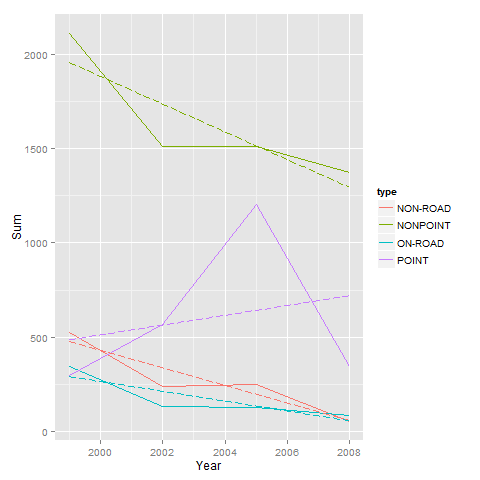 2000
1500
1000
500
0
Sum
2000
2002
2004
2006
2008
Year
type
NON-ROAD
NONPOINT
ON-ROAD
POINT